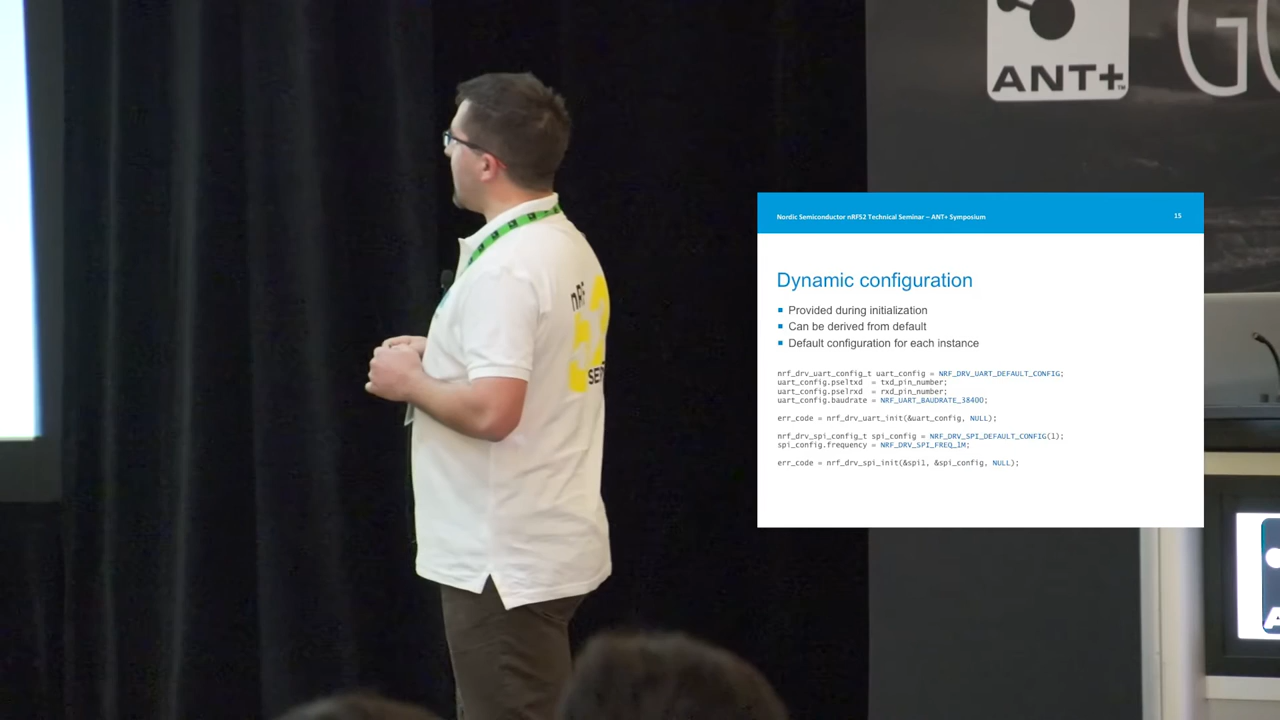 ANT+
nRF
52
Nordic Semiconductor nRF52 Technical Seminar – ANT+ Symposium
15
Dynamic configuration
Provided during initialization
Can be derived from default
Default configuration for each instance
nrf_drv_uart_config_t uart_config = NRF_DRV_UART_DEFAULT_CONFIG;
uart_config.pseltxd = txd_pin_number;
uart_config.pselrxd = rxd_pin_number;
uart_config.baudrate = NRF_UART_BAUDRATE_38400;
err_code = nrf_drv_uart_init(&uart_config, NULL);
nrf_drv_spi_config_t spi_config = NRF_DRV_SPI_DEFAULT_CONFIG(1);
spi_config.frequency = NRF_DRV_SPI_FREQ_1M;
err_code = nrf_drv_spi_init(&spi1, &spi_config, NULL);